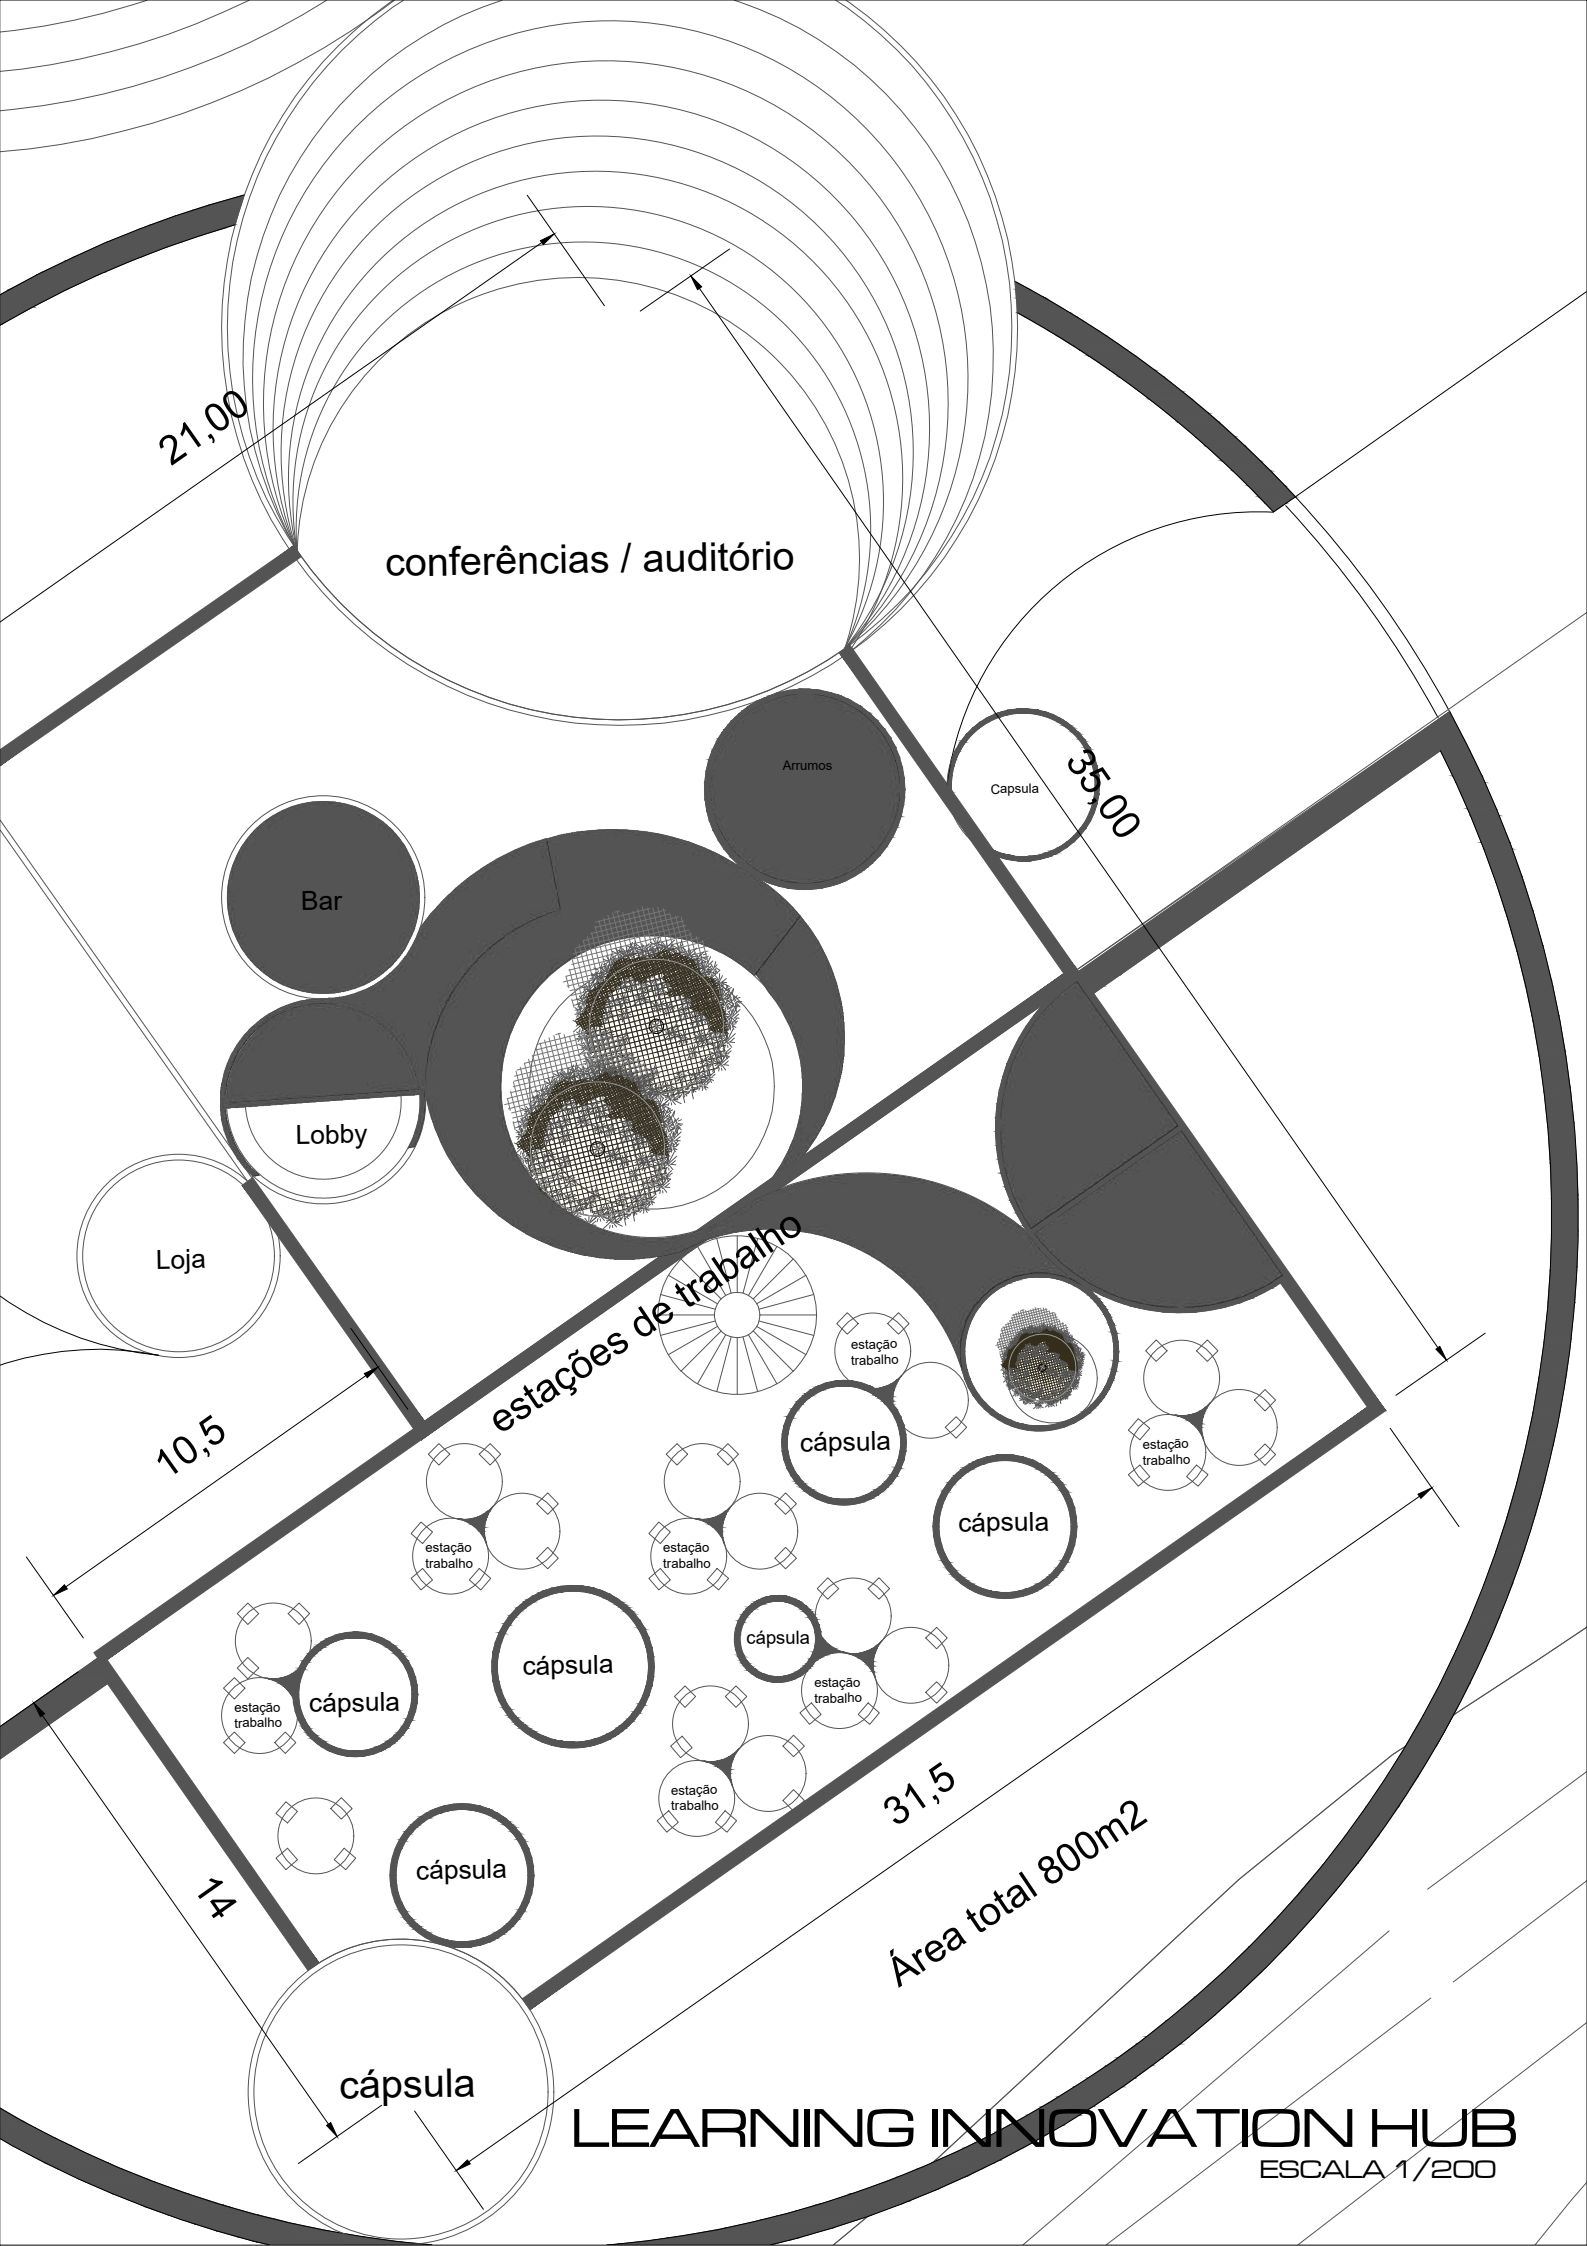 21,00
conferências / auditório
35,00
Arrumos
Capsula
Bar
Lobby
Loja
estações de trabalho
10,5
estação
trabalho
cápsula
estação
trabalho
cápsula
estação
trabalho
estação
trabalho
cápsula
cápsula
estação
trabalho
estação
trabalho
cápsula
estação
trabalho
cápsula
31,5
14
Área total 800m2
cápsula
LEARNING INNOVATION HUB
ESCALA 1/200